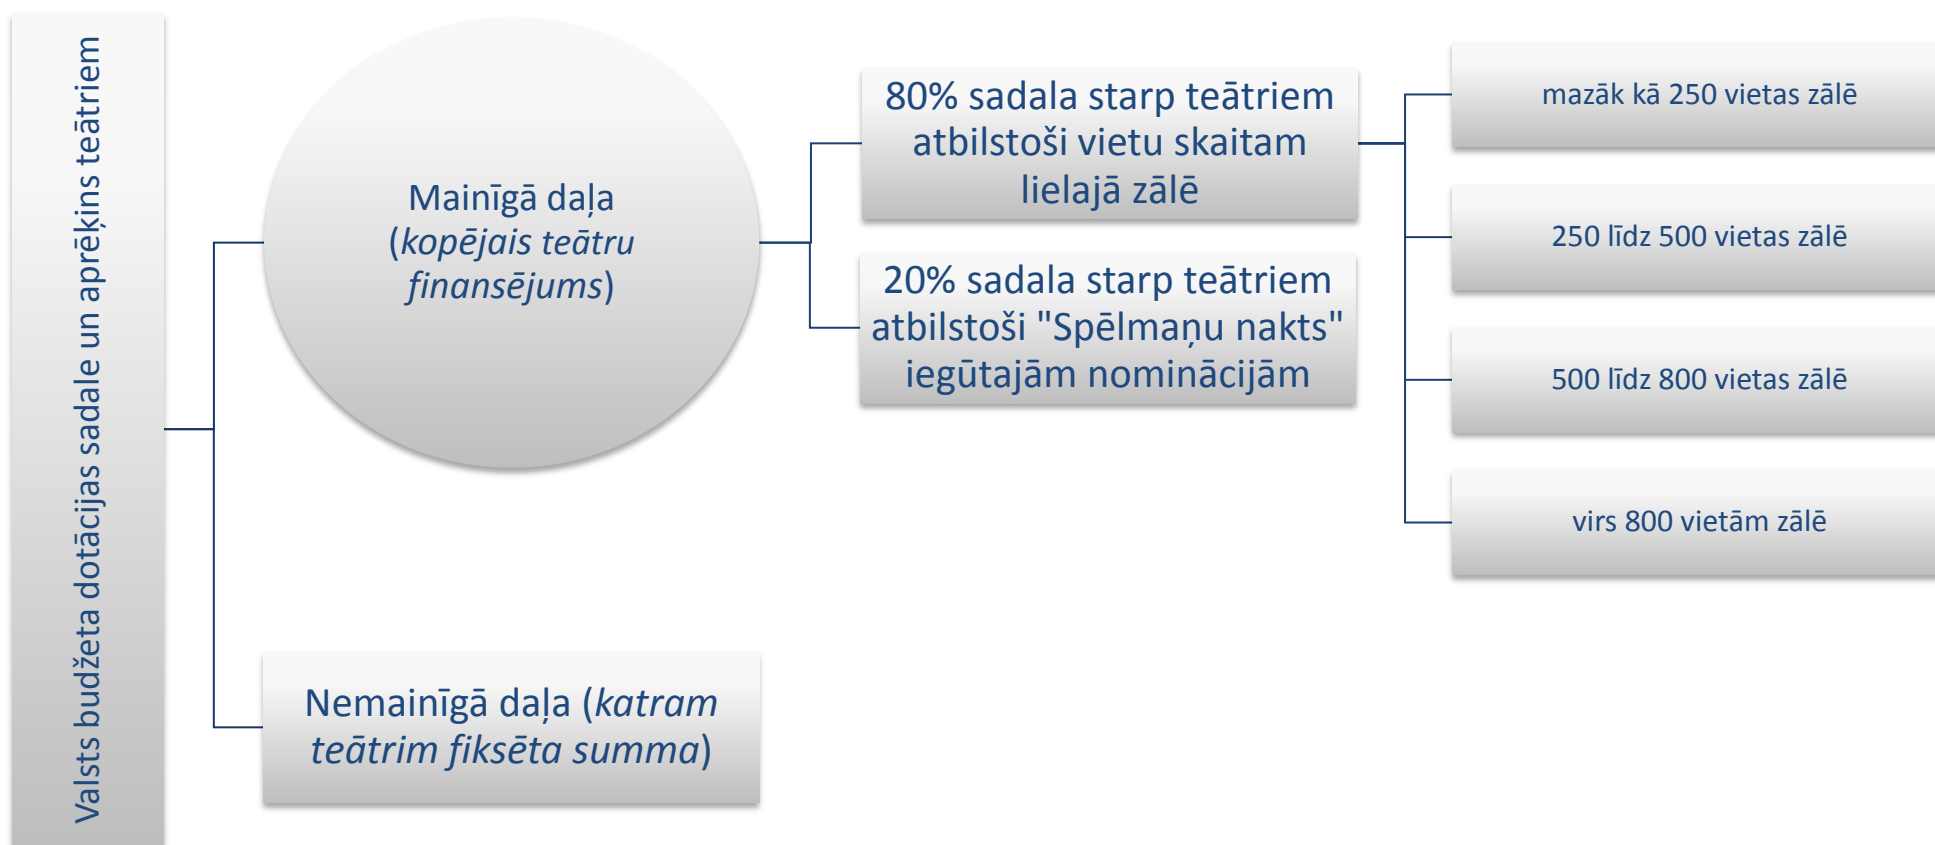 Valsts budžeta dotācijas sadale un aprēķins teātriem
Mainīgā daļa
(kopējais teātru
finansējums)
Nemainīgā daļa (katram
teātrim fiksēta summa)
80% sadala starp teātriem
atbilstoši vietu skaitam
lielajā zālē
20% sadala starp teātriem
atbilstoši "Spēlmaņu nakts"
iegūtajām nominācijām
mazāk kā 250 vietas zālē
250 līdz 500 vietas zālē
500 līdz 800 vietas zālē
virs 800 vietām zālē